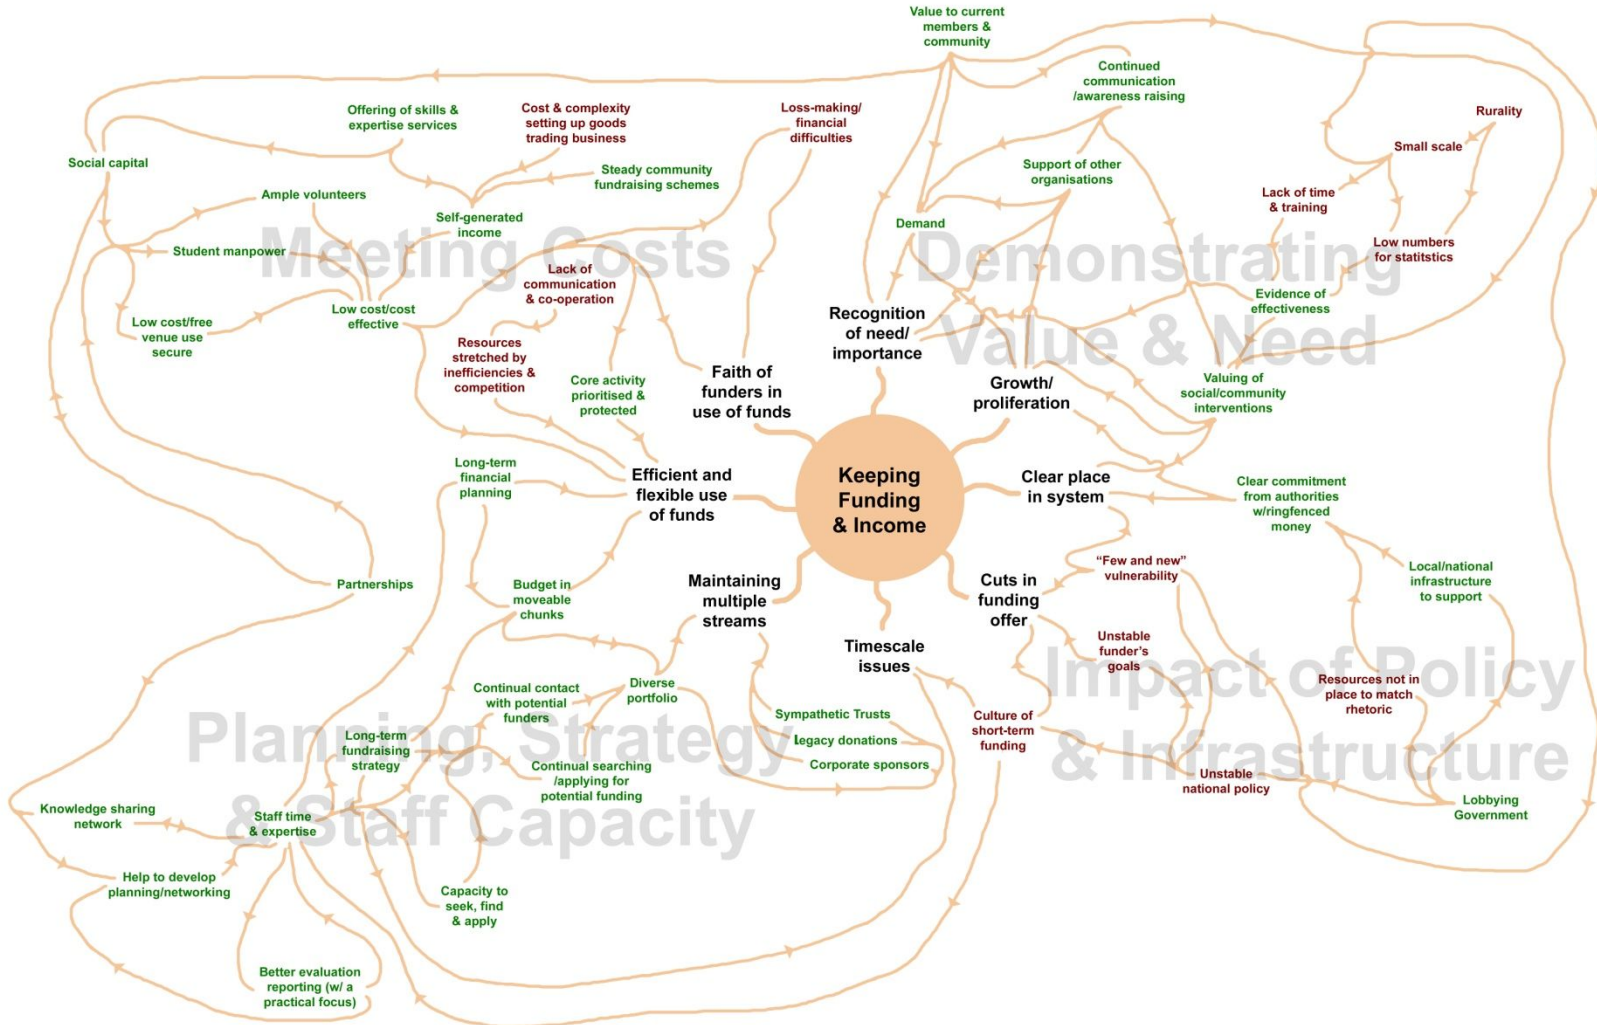 Value to current
members &
community
Continued
communication
/awareness raising
Offering of skills &
expertise services
Cost & complexity
setting up goods
trading business
Loss-making/
financial
difficulties
Rurality
Small scale
Social capital
Steady community
fundraising schemes
Support of other
organisations
Lack of time
& training
Ample volunteers
Self-generated
income
Demand
Student manpower
Low numbers
for statitstics
Meeting Costs
Demonstrating
Value & Need
Lack of
communication
& co-operation
Evidence of
effectiveness
Low cost/cost
effective
Low cost/free
venue use
secure
Recognition
of need/
importance
Resources
stretched by
inefficiencies &
competition
Core activity
prioritised &
protected
Faith of
funders in
use of funds
Growth/
proliferation
Valuing of
social/community
interventions
Long-term
financial
planning
Efficient and
flexible use
of funds
Keeping
Funding
& Income
Clear place
in system
Clear commitment
from authorities
w/ringfenced
money
Partnerships
Budget in
moveable
chunks
Maintaining
multiple
streams
Cuts in
funding
offer
“Few and new”
vulnerability
Local/national
infrastructure
to support
Timescale
issues
Unstable
funder’s
goals
Impact of Policy
& Infrastructure
Resources not in
place to match
rhetoric
Continual contact
with potential
funders
Diverse
portfolio
Planning, Strategy
& Staff Capacity
Long-term
fundraising
strategy
Sympathetic Trusts
Legacy donations
Corporate sponsors
Culture of
short-term
funding
Continual searching
/applying for
potential funding
Unstable
national policy
Lobbying
Government
Knowledge sharing
network
Staff time
& expertise
Help to develop
planning/networking
Capacity to
seek, find
& apply
Better evaluation
reporting (w/ a
practical focus)